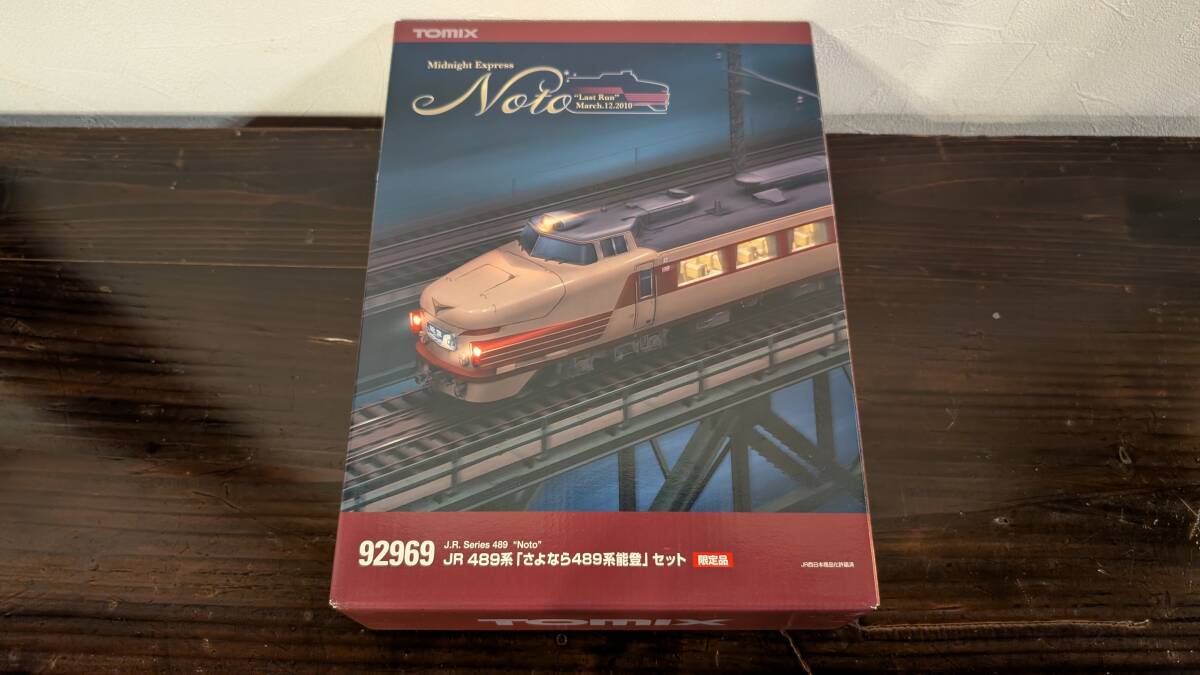 TOMIX
Midnight Express
Noto
"Last Run"
March.12.2010
92969
J.R. Series 489 "Noto"
JR 489系「さよなら489系能登」セット
限定品
JR西日本商品化許諾済
TOMIX